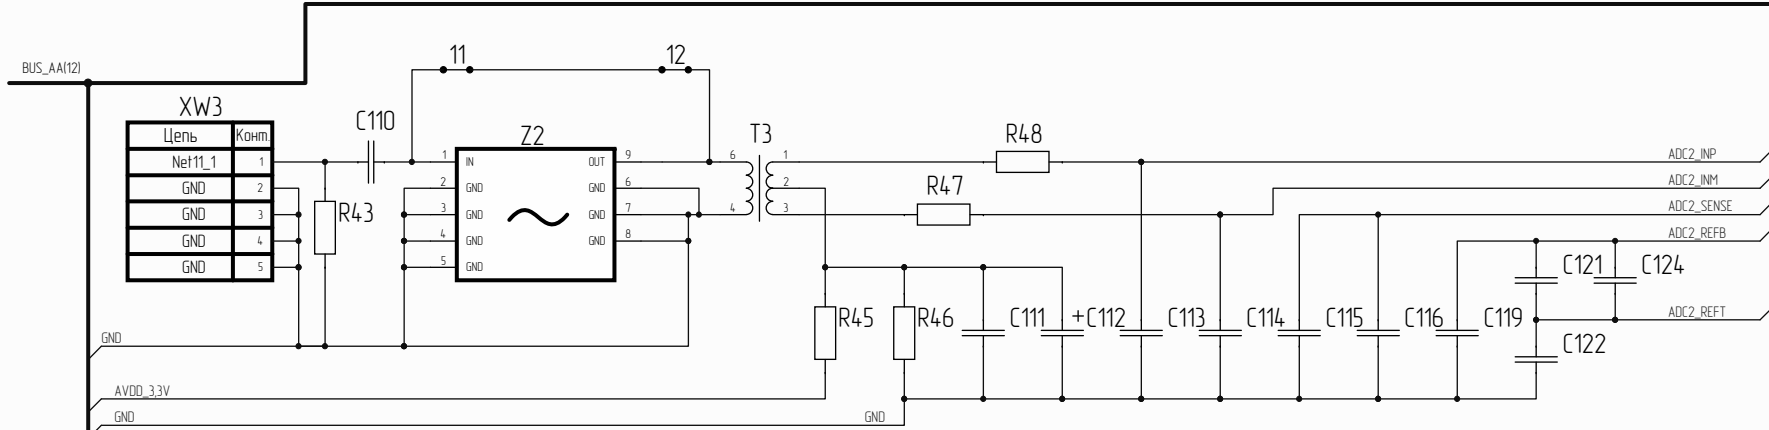 BUS_AA(12)
11
12
XW3
Цепь Конт.
Net11_1 1
GND 2
GND 3
GND 4
GND 5
C110
R43
Z2
1 IN OUT 9
2 GND GND 6
3 GND GND 7
4 GND GND 8
5 GND
T3
6 1
2
4 3
R48
R47
ADC2_INP
ADC2_INM
ADC2_SENSE
ADC2_REFB
C121 C124
R45 R46 C111 +C112 C113 C114 C115 C116 C119
ADC2_REFT
C122
GND
AVDD_3,3V
GND GND